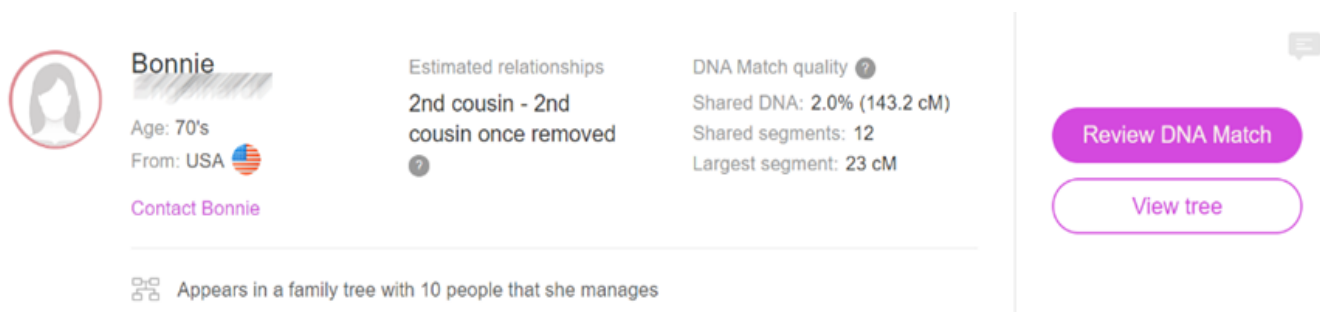 Bonnie
Age: 70's
From: USA
Contact Bonnie
Estimated relationships
2nd cousin - 2nd
cousin once removed
?
DNA Match quality ?
Shared DNA: 2.0% (143.2 cM)
Shared segments: 12
Largest segment: 23 cM
Review DNA Match
View tree
Appears in a family tree with 10 people that she manages